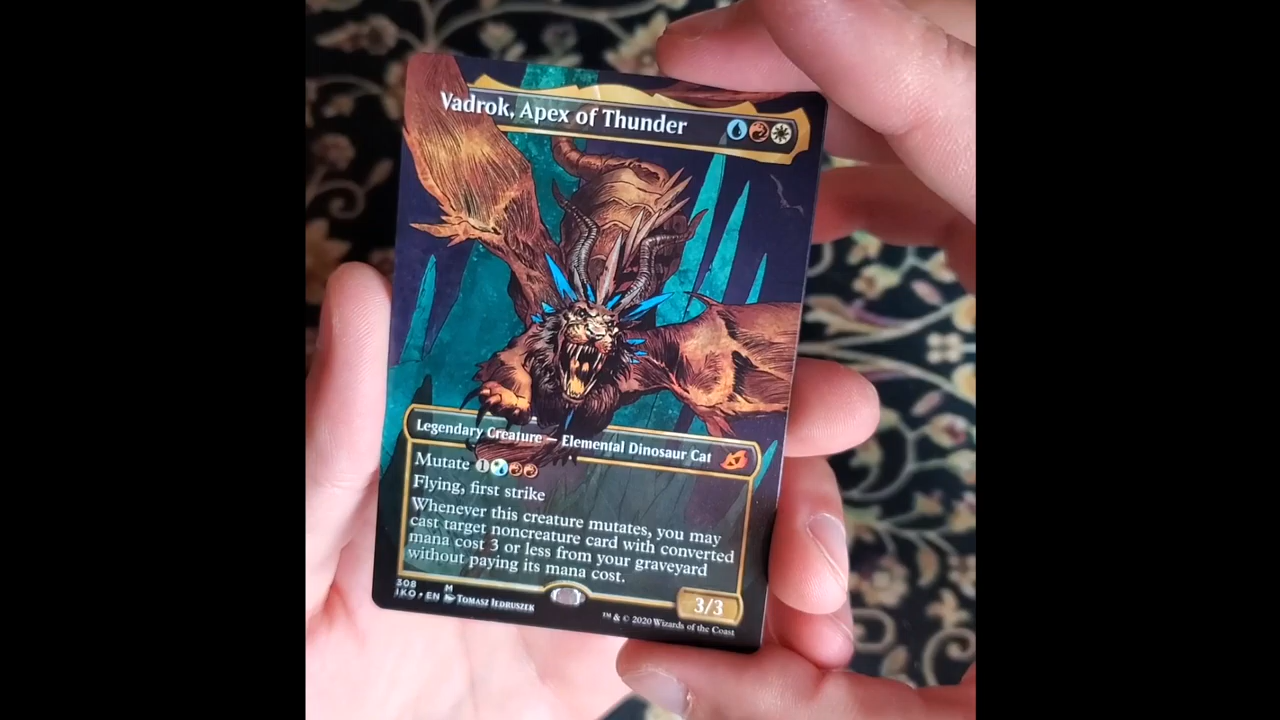 Vadrok, Apex of Thunder
Legendary Creature — Elemental Dinosaur Cat
Mutate 1
Flying, first strike
Whenever this creature mutates, you may
cast target noncreature card with converted
mana cost 3 or less from your graveyard
without paying its mana cost.
308 M
IKO • EN Tomasz Jedruszek
3/3
™ & © 2020 Wizards of the Coast